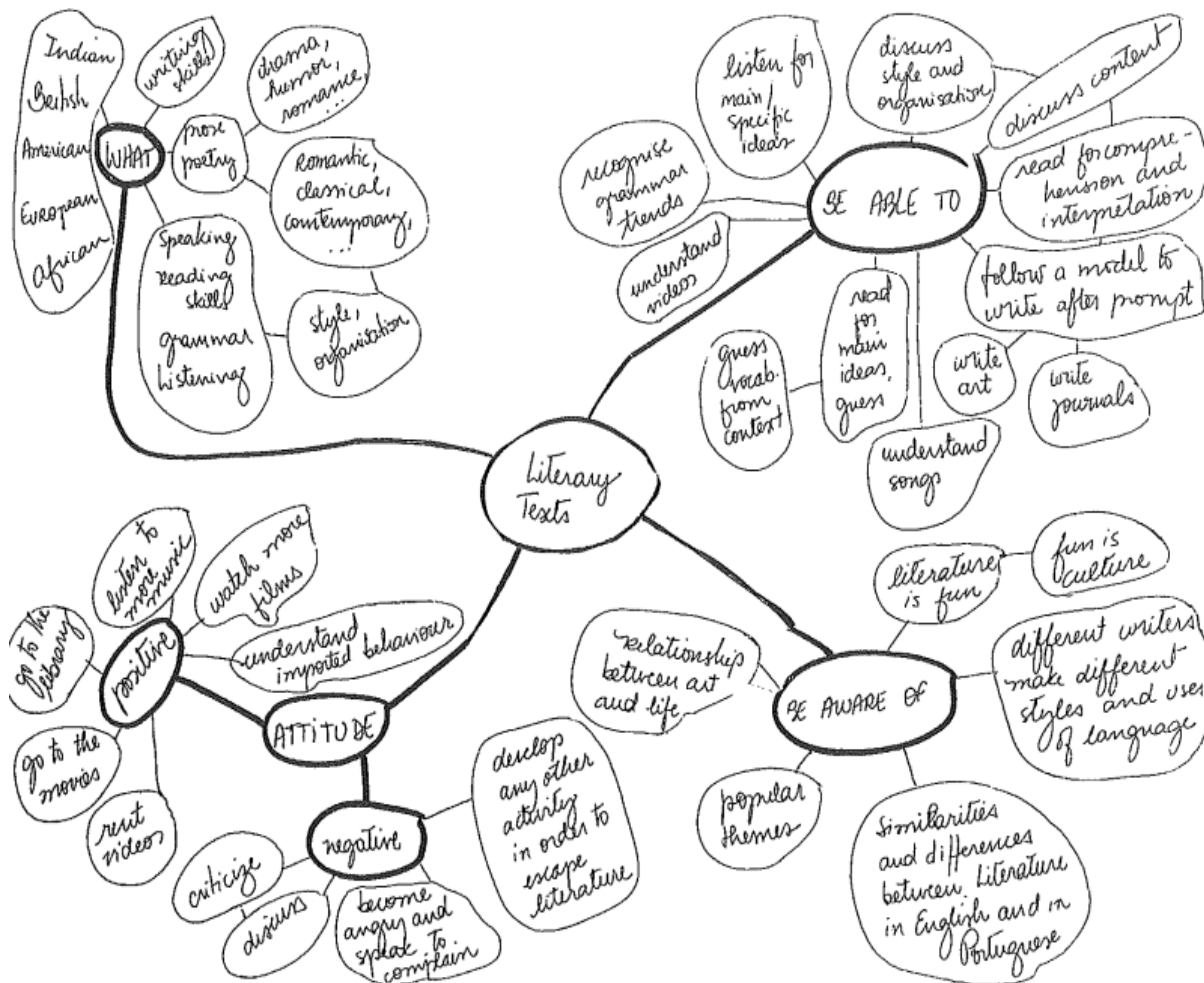 Indian
British
American
European
African
WHAT
writing
skills
prose
poetry
drama,
humor,
romance,
...
Romantic,
classical,
contemporary,
...
Speaking
reading
skills
grammar
listening
style,
organisation
Literary
Texts
BE ABLE TO
recognise
grammar
trends
listen for
main/
specific
ideas
discuss
style and
organisation
discuss content
read for compre-
hension and
interpretation
follow a model to
write after prompt
write
art
write
journals
understand
videos
read
for
main
ideas,
guess
guess
vocab.
from
context
understand
songs
ATTITUDE
positive
listen to
more
music
watch more
films
understand
imported behaviour
go to the
library
go to the
movies
rent
videos
negative
criticize
discuss
become
angry and
speak to
complain
develop
any other
activity
in order to
escape
literature
BE AWARE OF
relationship
between art
and life
literature
is fun
fun is
culture
different writers
make different
styles and uses
of language
popular
themes
Similarities
and differences
between Literature
in English and in
Portuguese